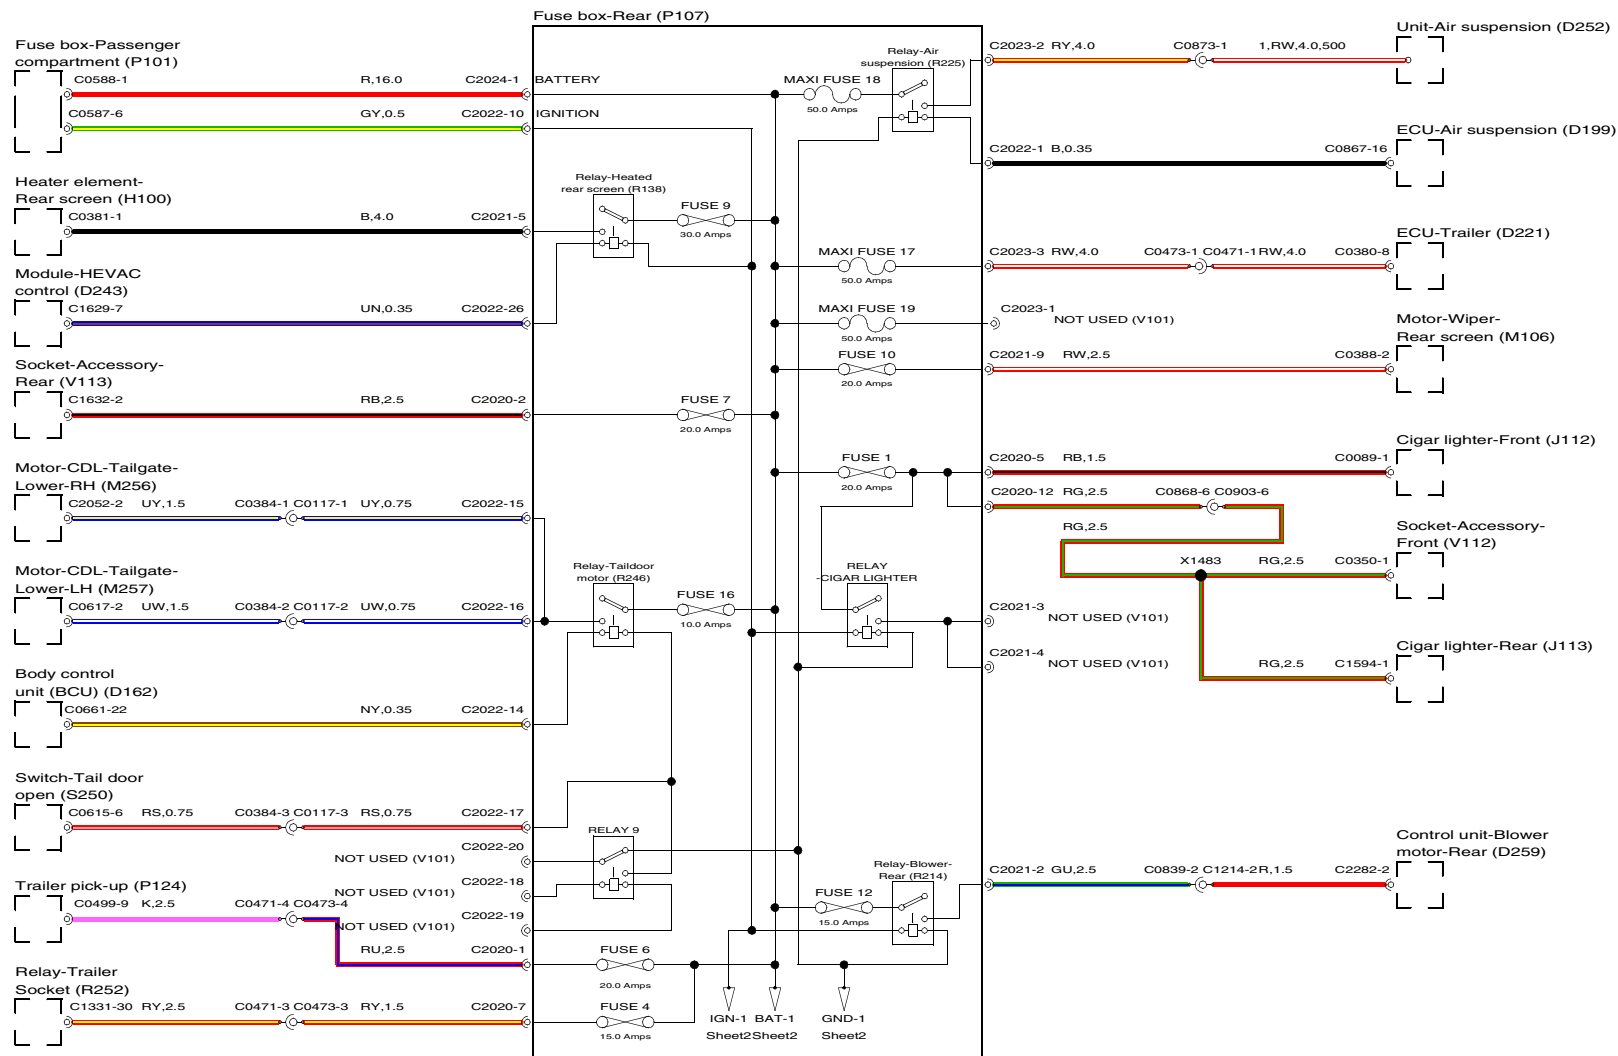 Fuse box-Rear (P107)
Fuse box-Passenger
compartment (P101)
C0588-1 R,16.0 C2024-1 BATTERY
C0587-6 GY,0.5 C2022-10 IGNITION
Heater element-
Rear screen (H100)
C0381-1 B,4.0 C2021-5
Module-HEVAC
control (D243)
C1629-7 UN,0.35 C2022-26
Socket-Accessory-
Rear (V113)
C1632-2 RB,2.5 C2020-2
Motor-CDL-Tailgate-
Lower-RH (M256)
C2052-2 UY,1.5 C0384-1 C0117-1 UY,0.75 C2022-15
Motor-CDL-Tailgate-
Lower-LH (M257)
C0617-2 UW,1.5 C0384-2 C0117-2 UW,0.75 C2022-16
Body control
unit (BCU) (D162)
C0661-22 NY,0.35 C2022-14
Switch-Tail door
open (S250)
C0615-6 RS,0.75 C0384-3 C0117-3 RS,0.75 C2022-17
C2022-20
NOT USED (V101)
C2022-18
NOT USED (V101)
C2022-19
NOT USED (V101)
Trailer pick-up (P124)
C0499-9 K,2.5 C0471-4 C0473-4
RU,2.5 C2020-1
Relay-Trailer
Socket (R252)
C1331-30 RY,2.5 C0471-3 C0473-3 RY,1.5 C2020-7
Relay-Air
suspension (R225)
MAXI FUSE 18
50.0 Amps
Relay-Heated
rear screen (R138)
FUSE 9
30.0 Amps
MAXI FUSE 17
50.0 Amps
MAXI FUSE 19
50.0 Amps
FUSE 10
20.0 Amps
FUSE 7
20.0 Amps
FUSE 1
20.0 Amps
Relay-Taildoor
motor (R246)
FUSE 16
10.0 Amps
RELAY
-CIGAR LIGHTER
RELAY 9
Relay-Blower-
Rear (R214)
FUSE 12
15.0 Amps
FUSE 6
20.0 Amps
FUSE 4
15.0 Amps
IGN-1 BAT-1 GND-1
Sheet2 Sheet2 Sheet2
Unit-Air suspension (D252)
C2023-2 RY,4.0 C0873-1 1,RW,4.0,500
ECU-Air suspension (D199)
C2022-1 B,0.35 C0867-16
ECU-Trailer (D221)
C2023-3 RW,4.0 C0473-1 C0471-1 RW,4.0 C0380-8
C2023-1
NOT USED (V101)
Motor-Wiper-
Rear screen (M106)
C2021-9 RW,2.5 C0388-2
Cigar lighter-Front (J112)
C2020-5 RB,1.5 C0089-1
C2020-12 RG,2.5 C0868-6 C0903-6
RG,2.5
Socket-Accessory-
Front (V112)
X1483 RG,2.5 C0350-1
C2021-3
NOT USED (V101)
C2021-4
NOT USED (V101)
Cigar lighter-Rear (J113)
RG,2.5 C1594-1
Control unit-Blower
motor-Rear (D259)
C2021-2 GU,2.5 C0839-2 C1214-2 R,1.5 C2282-2